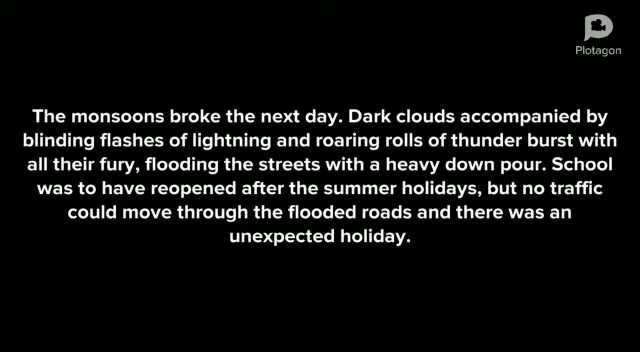 Plotagon
The monsoons broke the next day. Dark clouds accompanied by
blinding flashes of lightning and roaring rolls of thunder burst with
all their fury, flooding the streets with a heavy down pour. School
was to have reopened after the summer holidays, but no traffic
could move through the flooded roads and there was an
unexpected holiday.